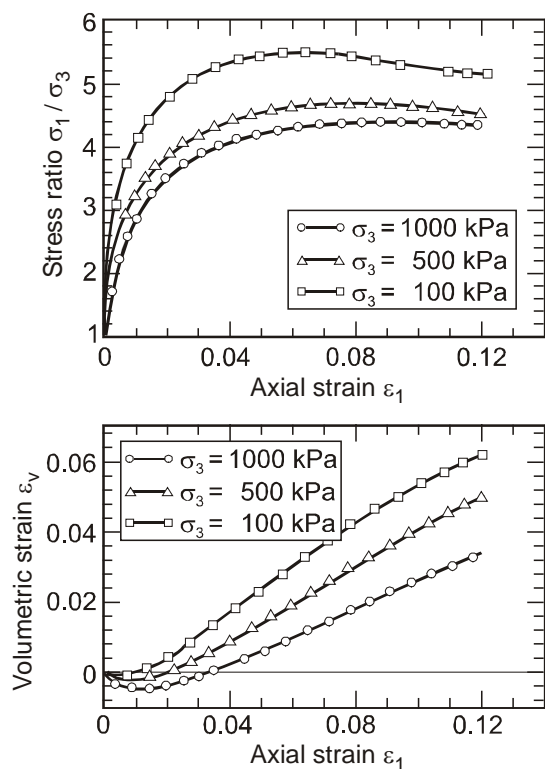 6
5
4
3
2
1
Stress ratio σ1 / σ3
σ3 = 1000 kPa
σ3 = 500 kPa
σ3 = 100 kPa
0 0.04 0.08 0.12
Axial strain ε1
0.06
0.04
0.02
0
Volumetric strain εv
σ3 = 1000 kPa
σ3 = 500 kPa
σ3 = 100 kPa
0 0.04 0.08 0.12
Axial strain ε1